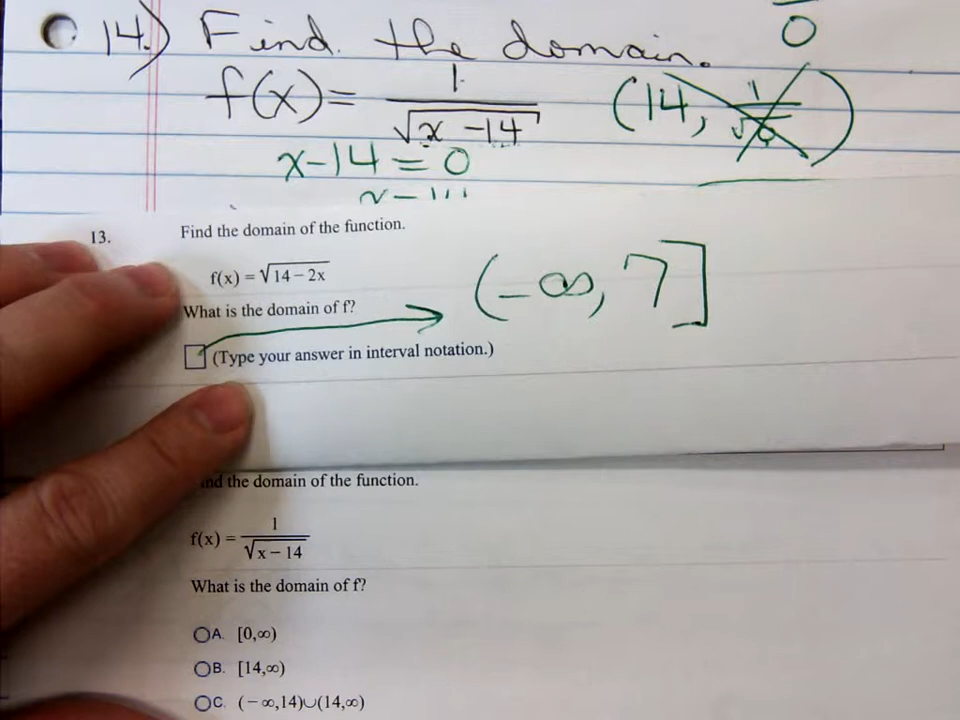 0
14.) Find the domain.
f(x) = 1/√(x - 14) (14, 1/√0)
x - 14 = 0
13. Find the domain of the function.
f(x) = √(14 - 2x)
(-∞, 7]
What is the domain of f?
(Type your answer in interval notation.)
the domain of the function.
f(x) = 1/√(x - 14)
What is the domain of f?
A. [0,∞)
B. [14,∞)
C. (-∞,14)∪(14,∞)